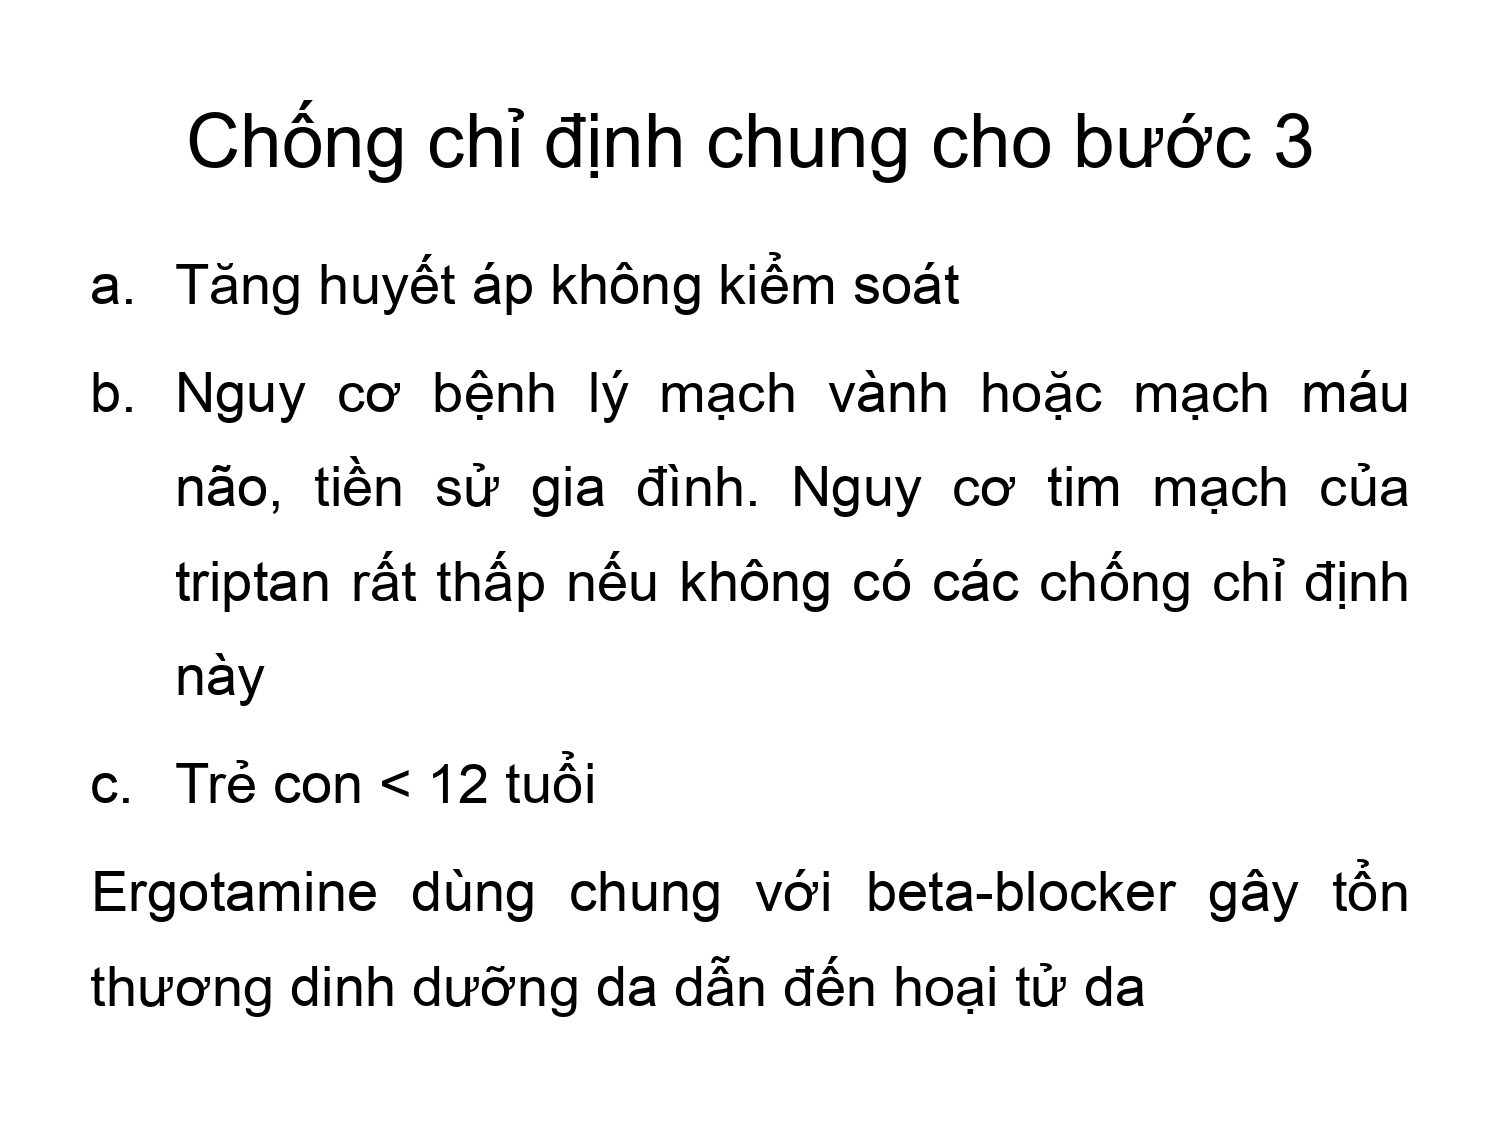 Chống chỉ định chung cho bước 3
a. Tăng huyết áp không kiểm soát
b. Nguy cơ bệnh lý mạch vành hoặc mạch máu
não, tiền sử gia đình. Nguy cơ tim mạch của
triptan rất thấp nếu không có các chống chỉ định
này
c. Trẻ con < 12 tuổi
Ergotamine dùng chung với beta-blocker gây tổn
thương dinh dưỡng da dẫn đến hoại tử da